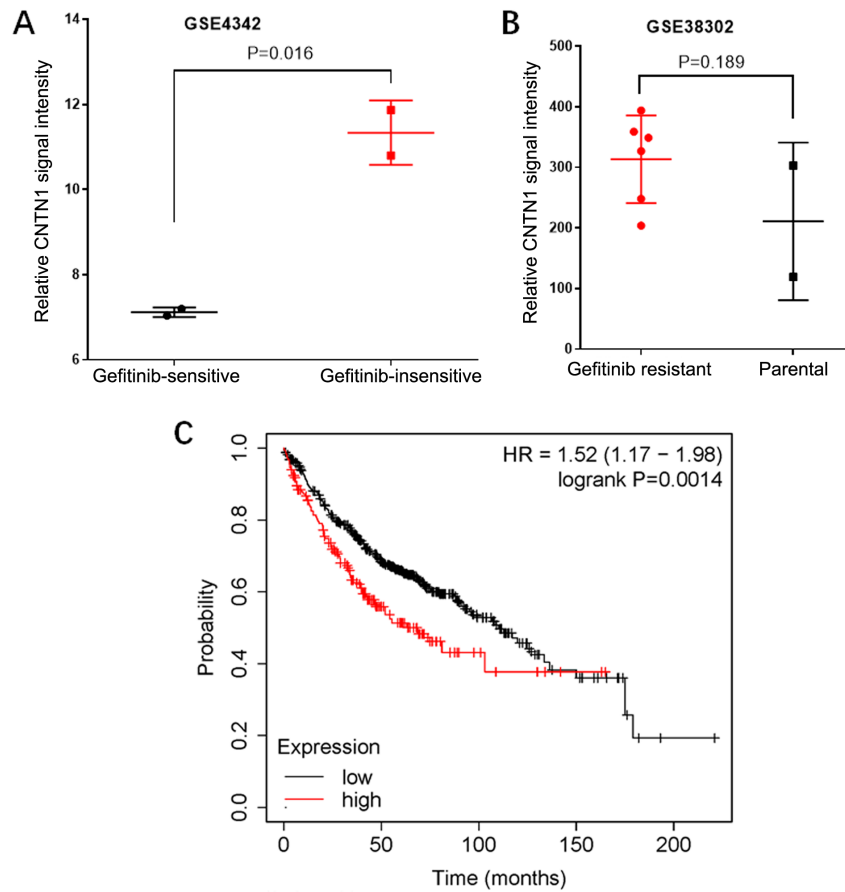 A
GSE4342
P=0.016
Relative CNTN1 signal intensity
14
12
10
8
6
Gefitinib-sensitive
Gefitinib-insensitive
B
GSE38302
P=0.189
Relative CNTN1 signal intensity
500
400
300
200
100
0
Gefitinib resistant
Parental
C
HR = 1.52 (1.17 − 1.98)
logrank P=0.0014
Probability
1.0
0.8
0.6
0.4
0.2
0.0
Expression
low
high
0
50
100
150
200
Time (months)